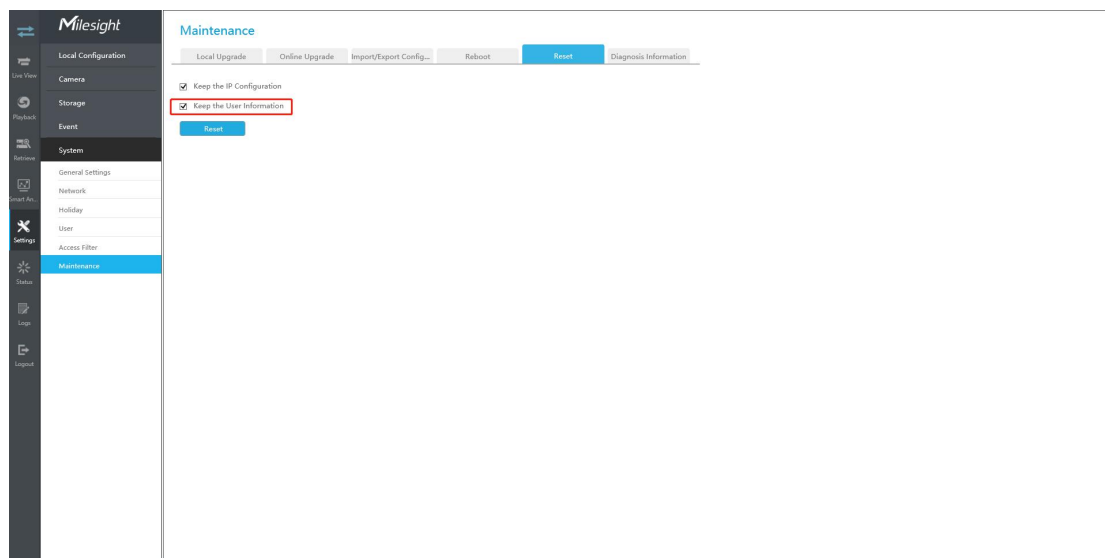 Milesight
Live View
Playback
Retrieve
Smart An...
Settings
Status
Logs
Logout
Local Configuration
Camera
Storage
Event
System
General Settings
Network
Holiday
User
Access Filter
Maintenance
Maintenance
Local Upgrade
Online Upgrade
Import/Export Config...
Reboot
Reset
Diagnosis Information
Keep the IP Configuration
Keep the User Information
Reset